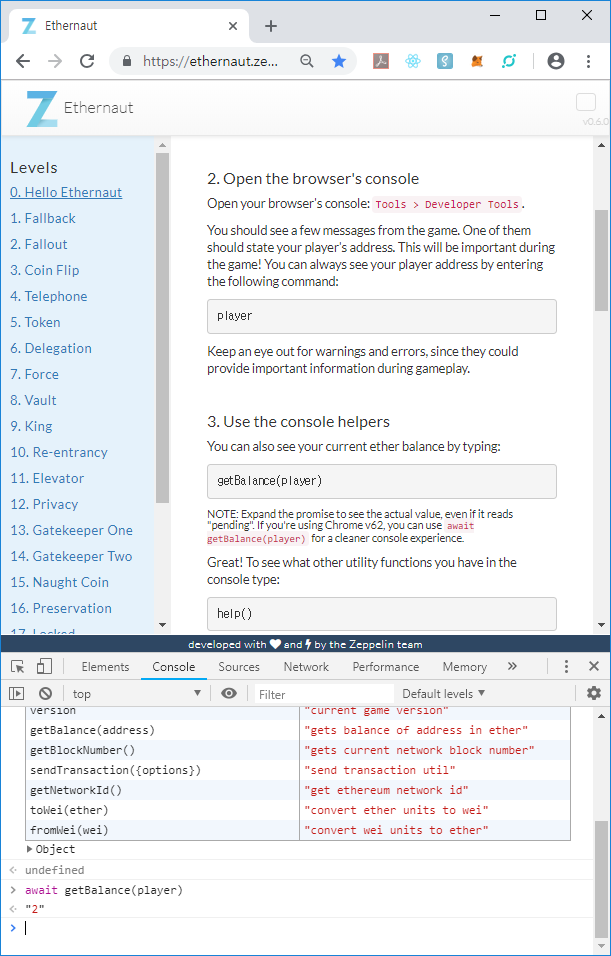 Ethernaut
https://ethernaut.ze...
Ethernaut
v0.6.0
Levels
0. Hello Ethernaut
1. Fallback
2. Fallout
3. Coin Flip
4. Telephone
5. Token
6. Delegation
7. Force
8. Vault
9. King
10. Re-entrancy
11. Elevator
12. Privacy
13. Gatekeeper One
14. Gatekeeper Two
15. Naught Coin
16. Preservation
17. Locked
2. Open the browser's console
Open your browser's console: Tools > Developer Tools.
You should see a few messages from the game. One of them
should state your player's address. This will be important during
the game! You can always see your player address by entering
the following command:
player
Keep an eye out for warnings and errors, since they could
provide important information during gameplay.
3. Use the console helpers
You can also see your current ether balance by typing:
getBalance(player)
NOTE: Expand the promise to see the actual value, even if it reads
"pending". If you're using Chrome v62, you can use await
getBalance(player) for a cleaner console experience.
Great! To see what other utility functions you have in the
console type:
help()
developed with and by the Zeppelin team
Elements Console Sources Network Performance Memory »
top Filter Default levels
version "current game version"
getBalance(address) "gets balance of address in ether"
getBlockNumber() "gets current network block number"
sendTransaction({options}) "send transaction util"
getNetworkId() "get ethereum network id"
toWei(ether) "convert ether units to wei"
fromWei(wei) "convert wei units to ether"
Object
undefined
await getBalance(player)
"2"